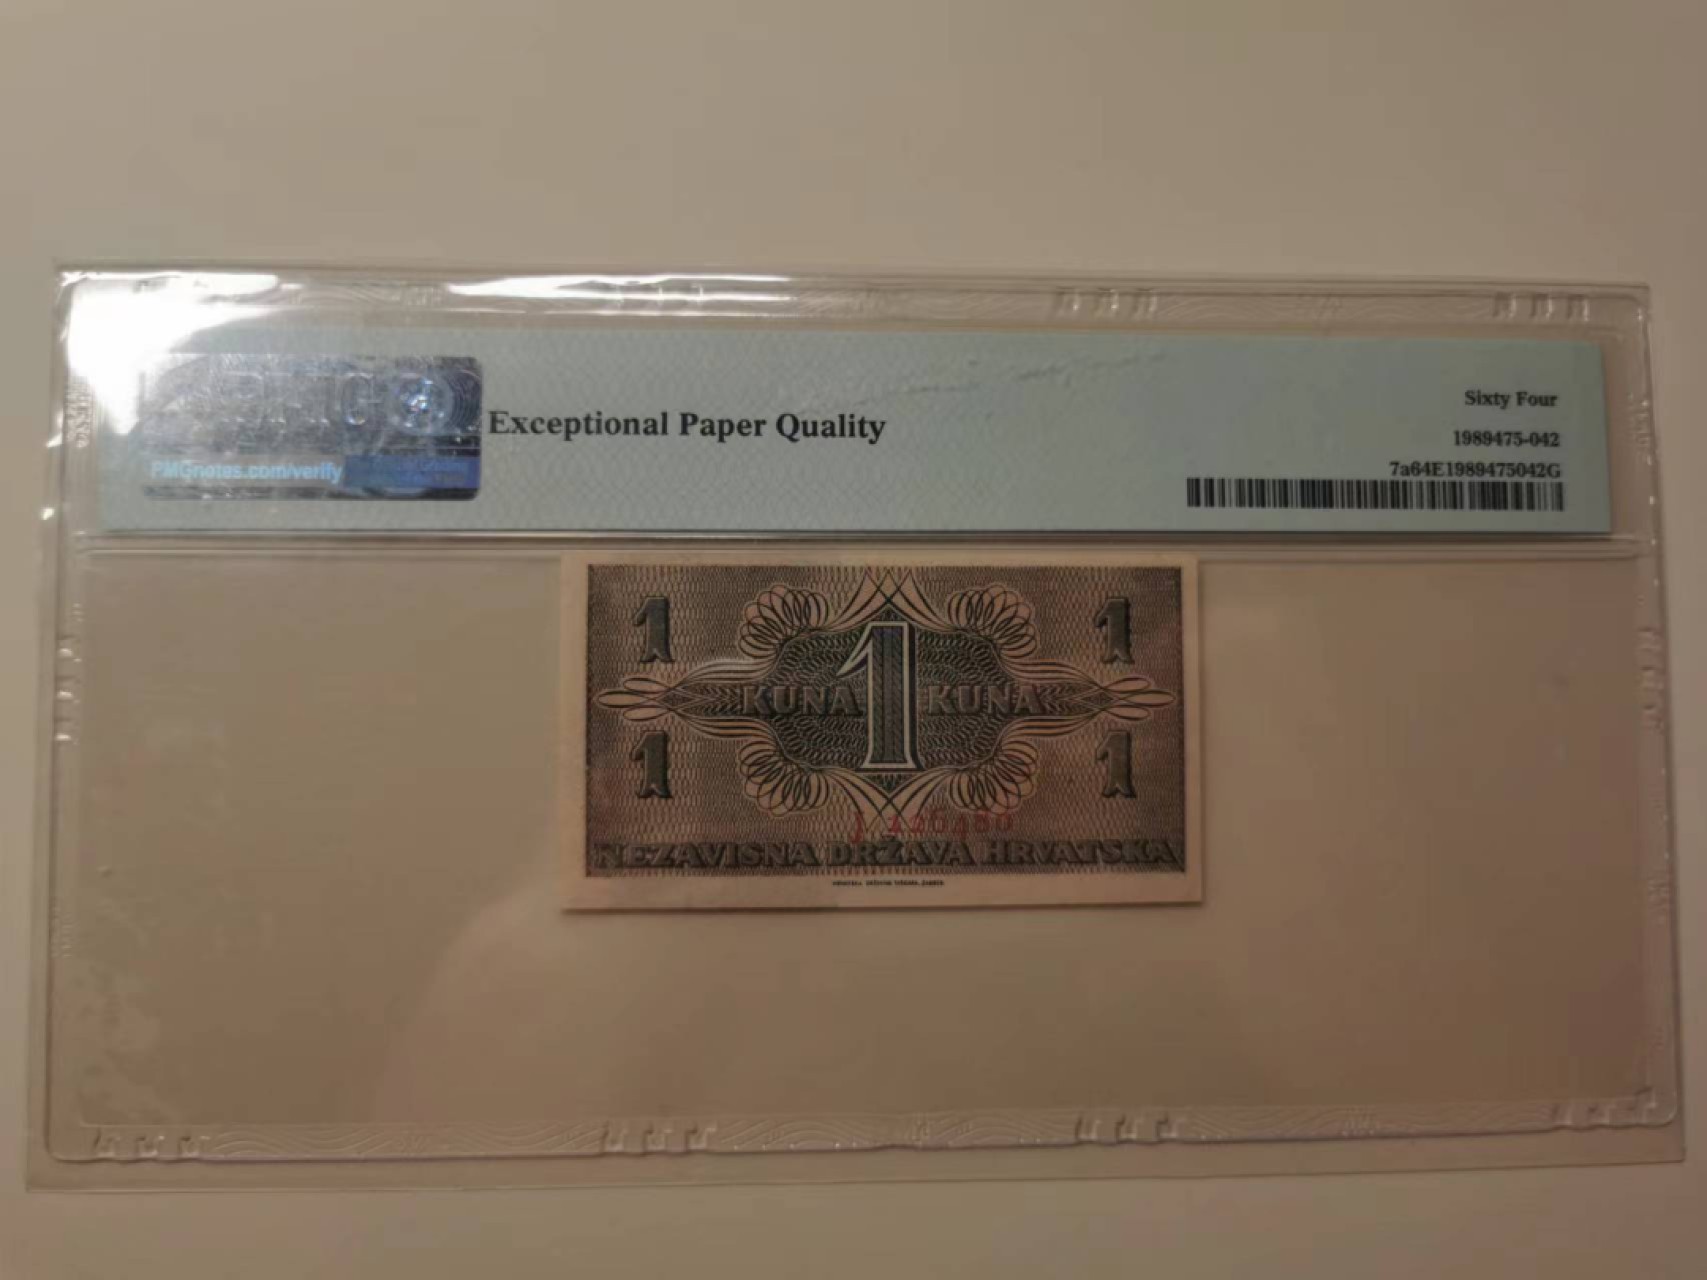 PMG
PMGnotes.com/verify
Exceptional Paper Quality
Sixty Four
1989475-042
7a64E1989475042G
1 1
KUNA 1 KUNA
1 1
NEZAVISNA DRŽAVA HRVATSKA